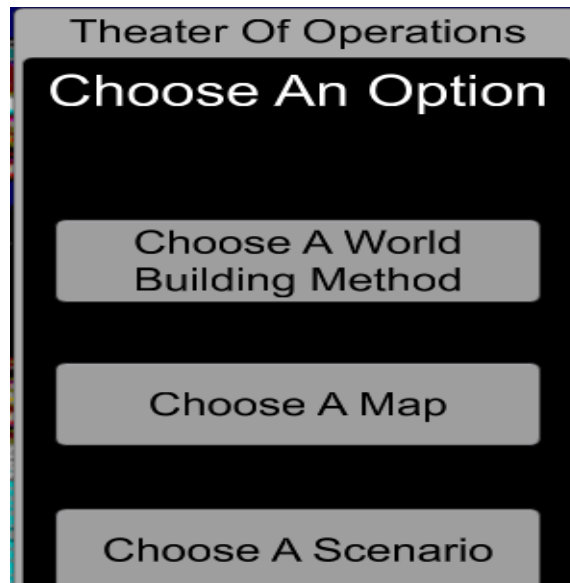 Theater Of Operations
Choose An Option
Choose A World
Building Method
Choose A Map
Choose A Scenario